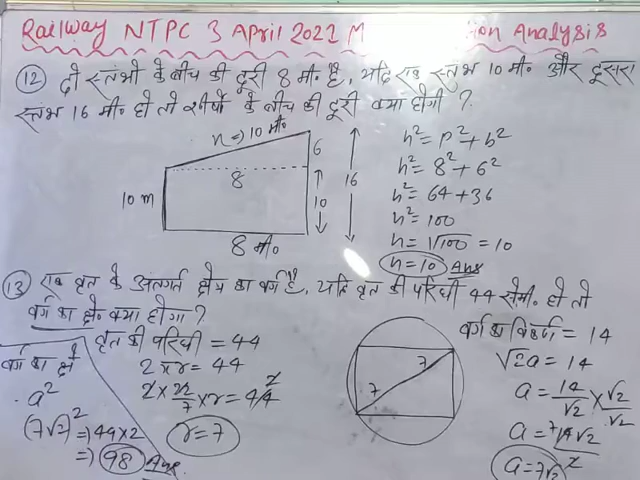 Railway NTPC 3 April 2022 M ion Analysis
(12) दो स्तंभो के बीच की दूरी 8 मी० है, यदि एक स्तंभ 10 मी० और दूसरा
स्तंभ 16 मी० हो तो शीर्षो के बीच की दूरी क्या होगी ?
n => 10 मी०
6
8
10 m
10
16
8 मी०
h² = p² + b²
h² = 8² + 6²
h² = 64 + 36
h² = 100
h = √100 = 10
h = 10 Ans
(13) एक वृत के अंतर्गत क्षेत्र का वर्ग है, यदि वृत की परिधी 44 सेमी० हो तो
वर्ग का क्षे० क्या होगा ?
वृत की परिधी = 44
2πr = 44
2 × 22/7 × r = 44 2
r = 7
वर्ग का क्षे०
a²
(7√2)² => 49 × 2
=> 98 Ans
7
7
वर्ग का विकर्ण = 14
√2a = 14
a = 14/√2 × √2/√2
a = 7 14√2/2
a = 7√2